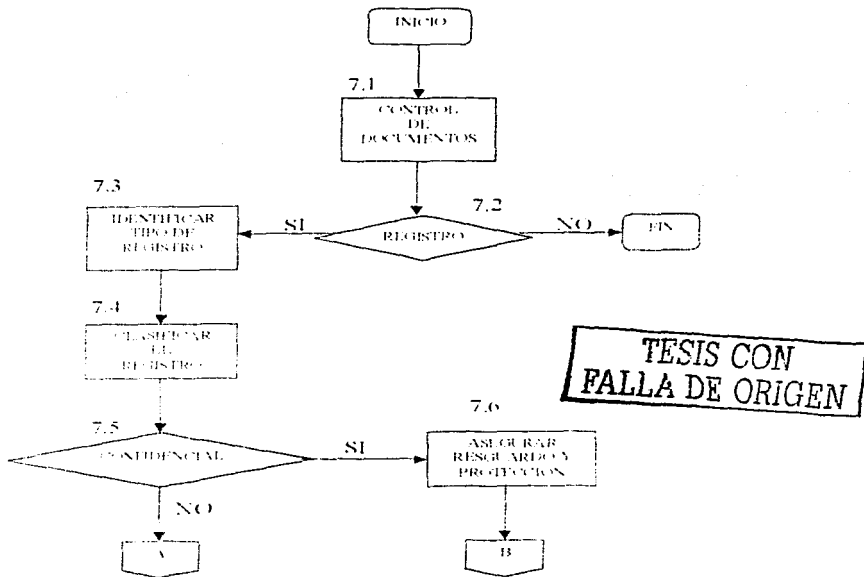 INICIO
7.1
CONTROL
DE
DOCUMENTOS
7.2
REGISTRO
SI
NO
FIN
7.3
IDENTIFICAR
TIPO DE
REGISTRO
7.4
CLASIFICAR
EL
REGISTRO
7.5
CONFIDENCIAL
SI
NO
7.6
ASEGURAR
RESGUARDO Y
PROTECCION
A
B
TESIS CON
FALLA DE ORIGEN